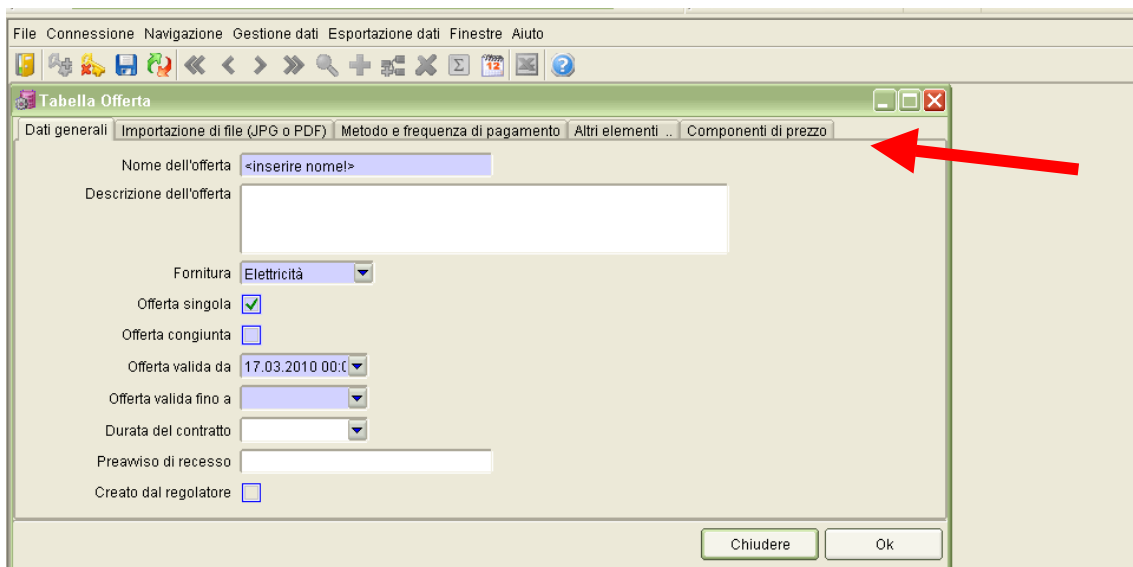 File Connessione Navigazione Gestione dati Esportazione dati Finestre Aiuto
12
Tabella Offerta
Dati generali Importazione di file (JPG o PDF) Metodo e frequenza di pagamento Altri elementi .. Componenti di prezzo
Nome dell'offerta <inserire nome!>
Descrizione dell'offerta
Fornitura Elettricità
Offerta singola
Offerta congiunta
Offerta valida da 17.03.2010 00:0
Offerta valida fino a
Durata del contratto
Preavviso di recesso
Creato dal regolatore
Chiudere Ok